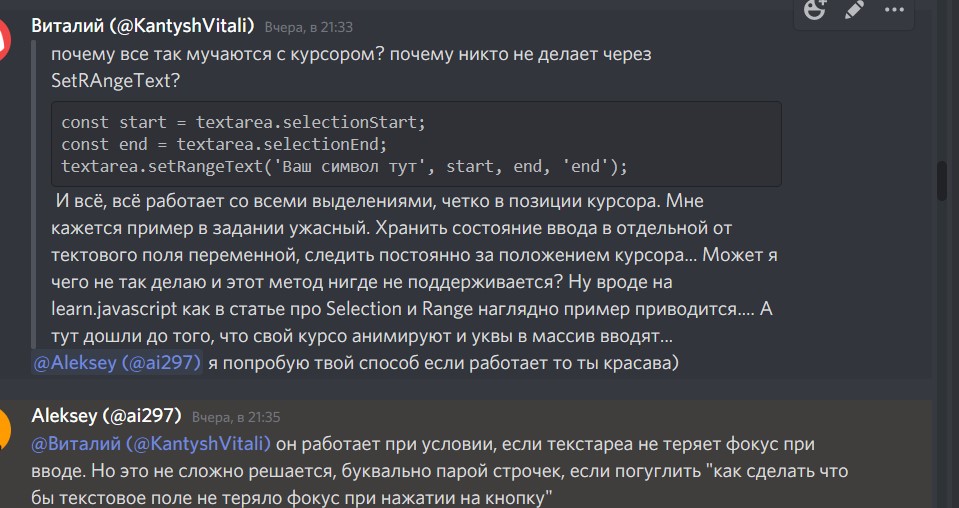 Виталий (@KantyshVitali) Вчера, в 21:33
почему все так мучаются с курсором? почему никто не делает через
SetRAngeText?
const start = textarea.selectionStart;
const end = textarea.selectionEnd;
textarea.setRangeText('Ваш символ тут', start, end, 'end');
И всё, всё работает со всеми выделениями, четко в позиции курсора. Мне
кажется пример в задании ужасный. Хранить состояние ввода в отдельной от
тектового поля переменной, следить постоянно за положением курсора... Может я
чего не так делаю и этот метод нигде не поддерживается? Ну вроде на
learn.javascript как в статье про Selection и Range наглядно пример приводится.... А
тут дошли до того, что свой курсо анимируют и уквы в массив вводят...
@Aleksey (@ai297) я попробую твой способ если работает то ты красава)
Aleksey (@ai297) Вчера, в 21:35
@Виталий (@KantyshVitali) он работает при условии, если текстареа не теряет фокус при
вводе. Но это не сложно решается, буквально парой строчек, если погуглить "как сделать что
бы текстовое поле не теряло фокус при нажатии на кнопку"